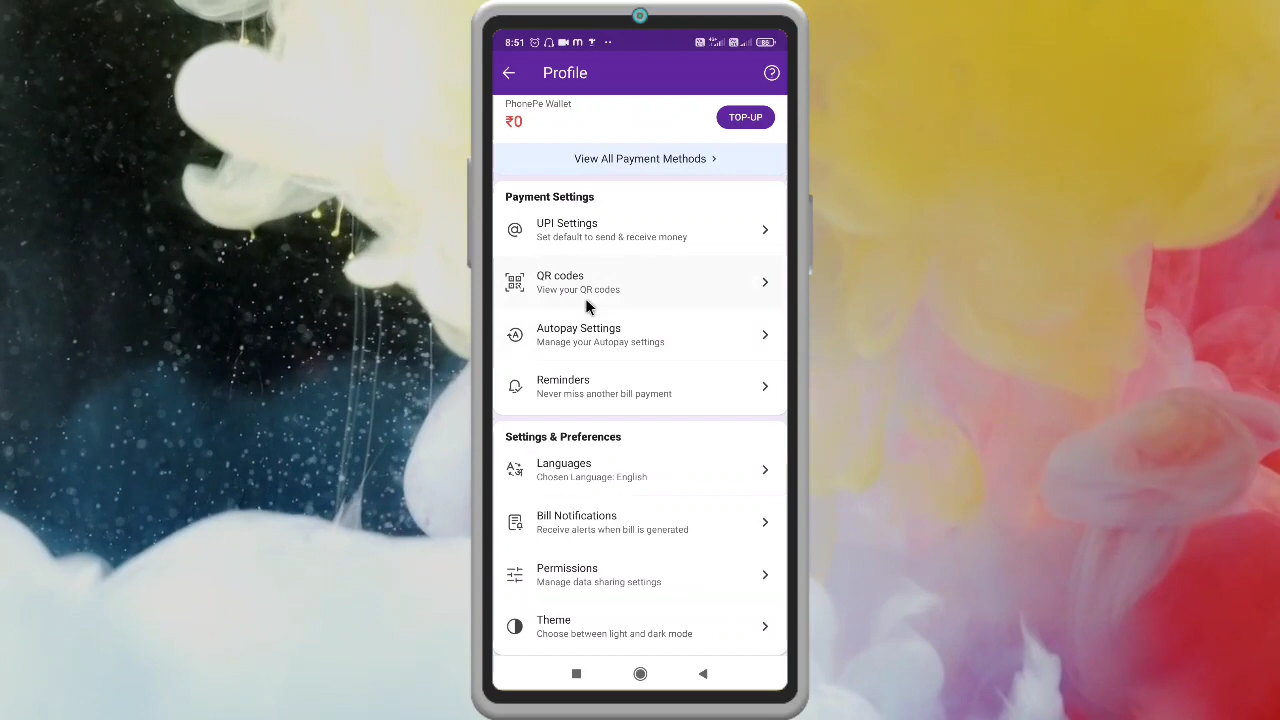 8:51
Profile
PhonePe Wallet
₹0
TOP-UP
View All Payment Methods
Payment Settings
UPI Settings
Set default to send & receive money
QR codes
View your QR codes
Autopay Settings
Manage your Autopay settings
Reminders
Never miss another bill payment
Settings & Preferences
Languages
Chosen Language: English
Bill Notifications
Receive alerts when bill is generated
Permissions
Manage data sharing settings
Theme
Choose between light and dark mode